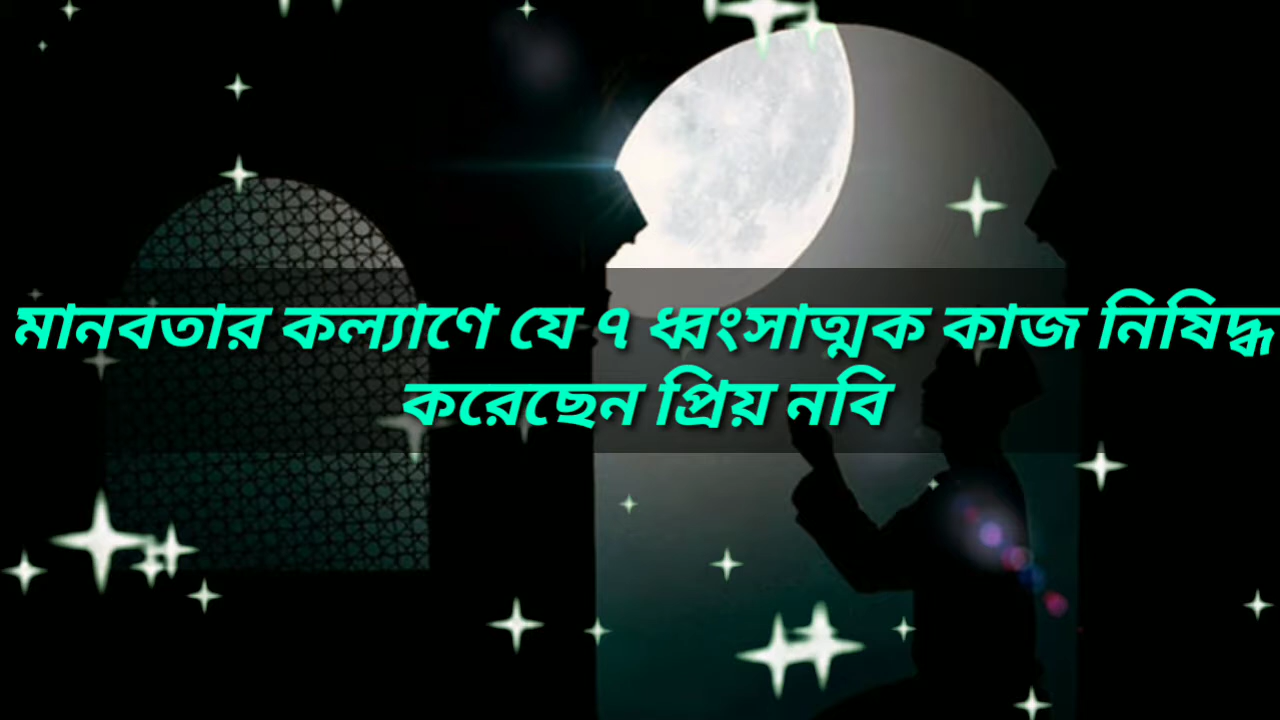 মানবতার কল্যাণে যে ৭ ধ্বংসাত্মক কাজ নিষিদ্ধ
করেছেন প্রিয় নবি